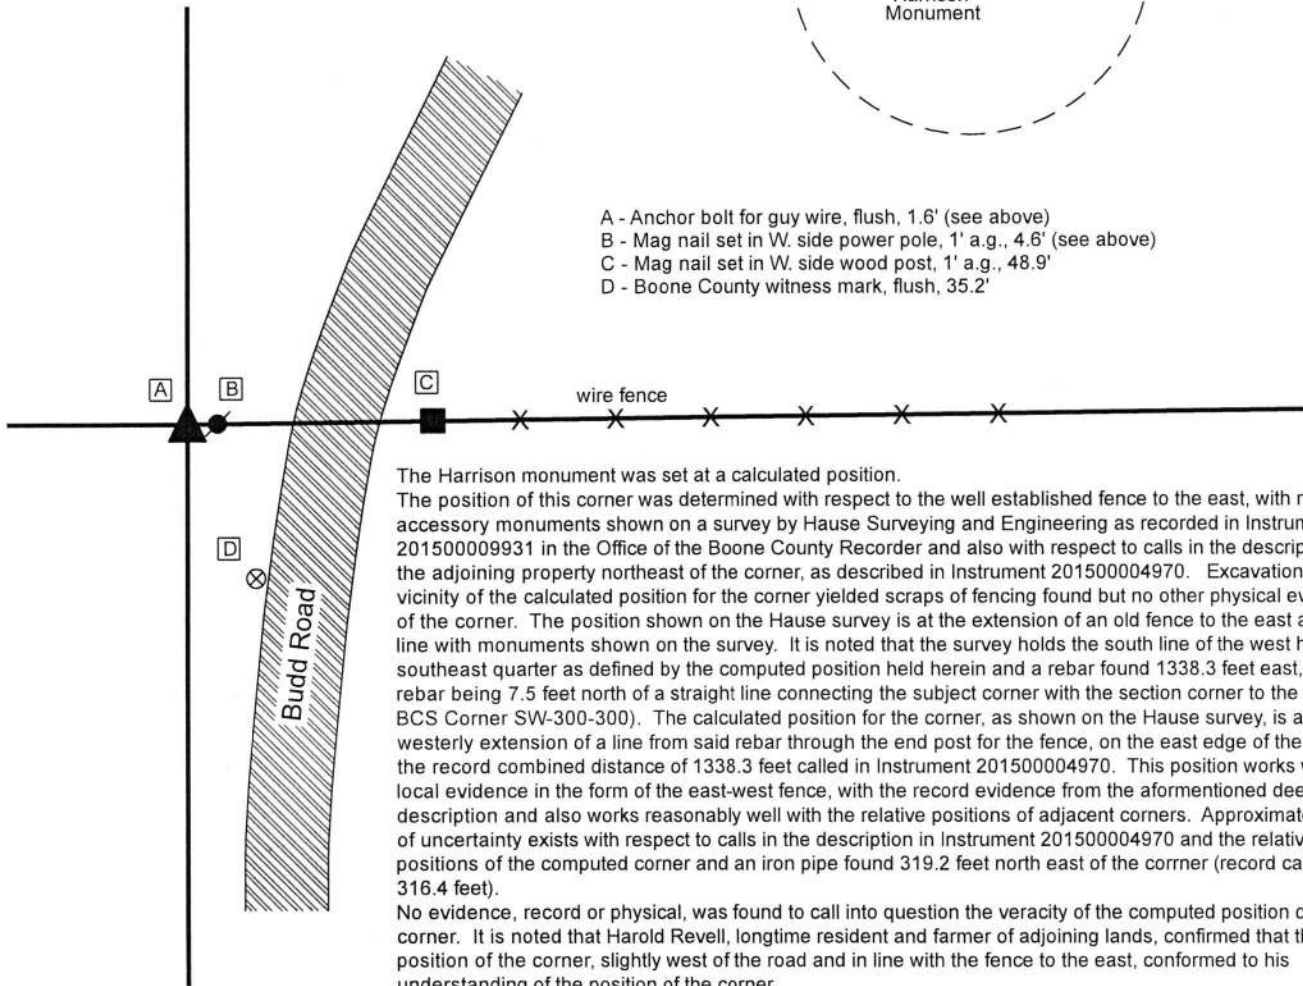 Monument
A - Anchor bolt for guy wire, flush, 1.6' (see above)
B - Mag nail set in W. side power pole, 1' a.g., 4.6' (see above)
C - Mag nail set in W. side wood post, 1' a.g., 48.9'
D - Boone County witness mark, flush, 35.2'
A
B
C
wire fence
D
Budd Road
The Harrison monument was set at a calculated position.
The position of this corner was determined with respect to the well established fence to the east, with
accessory monuments shown on a survey by Hause Surveying and Engineering as recorded in
201500009931 in the Office of the Boone County Recorder and also with respect to calls in the
the adjoining property northeast of the corner, as described in Instrument 201500004970. Excavation
vicinity of the calculated position for the corner yielded scraps of fencing found but no other physical
of the corner. The position shown on the Hause survey is at the extension of an old fence to the east
line with monuments shown on the survey. It is noted that the survey holds the south line of the west
southeast quarter as defined by the computed position held herein and a rebar found 1338.3 feet east,
rebar being 7.5 feet north of a straight line connecting the subject corner with the section corner to the
BCS Corner SW-300-300). The calculated position for the corner, as shown on the Hause survey, is
westerly extension of a line from said rebar through the end post for the fence, on the east edge of the
the record combined distance of 1338.3 feet called in Instrument 201500004970. This position works
local evidence in the form of the east-west fence, with the record evidence from the aformentioned
description and also works reasonably well with the relative positions of adjacent corners.
of uncertainty exists with respect to calls in the description in Instrument 201500004970 and the
positions of the computed corner and an iron pipe found 319.2 feet north east of the corrner (record
316.4 feet).
No evidence, record or physical, was found to call into question the veracity of the computed position
corner. It is noted that Harold Revell, longtime resident and farmer of adjoining lands, confirmed that
position of the corner, slightly west of the road and in line with the fence to the east, conformed to his
understanding of the position of the corner